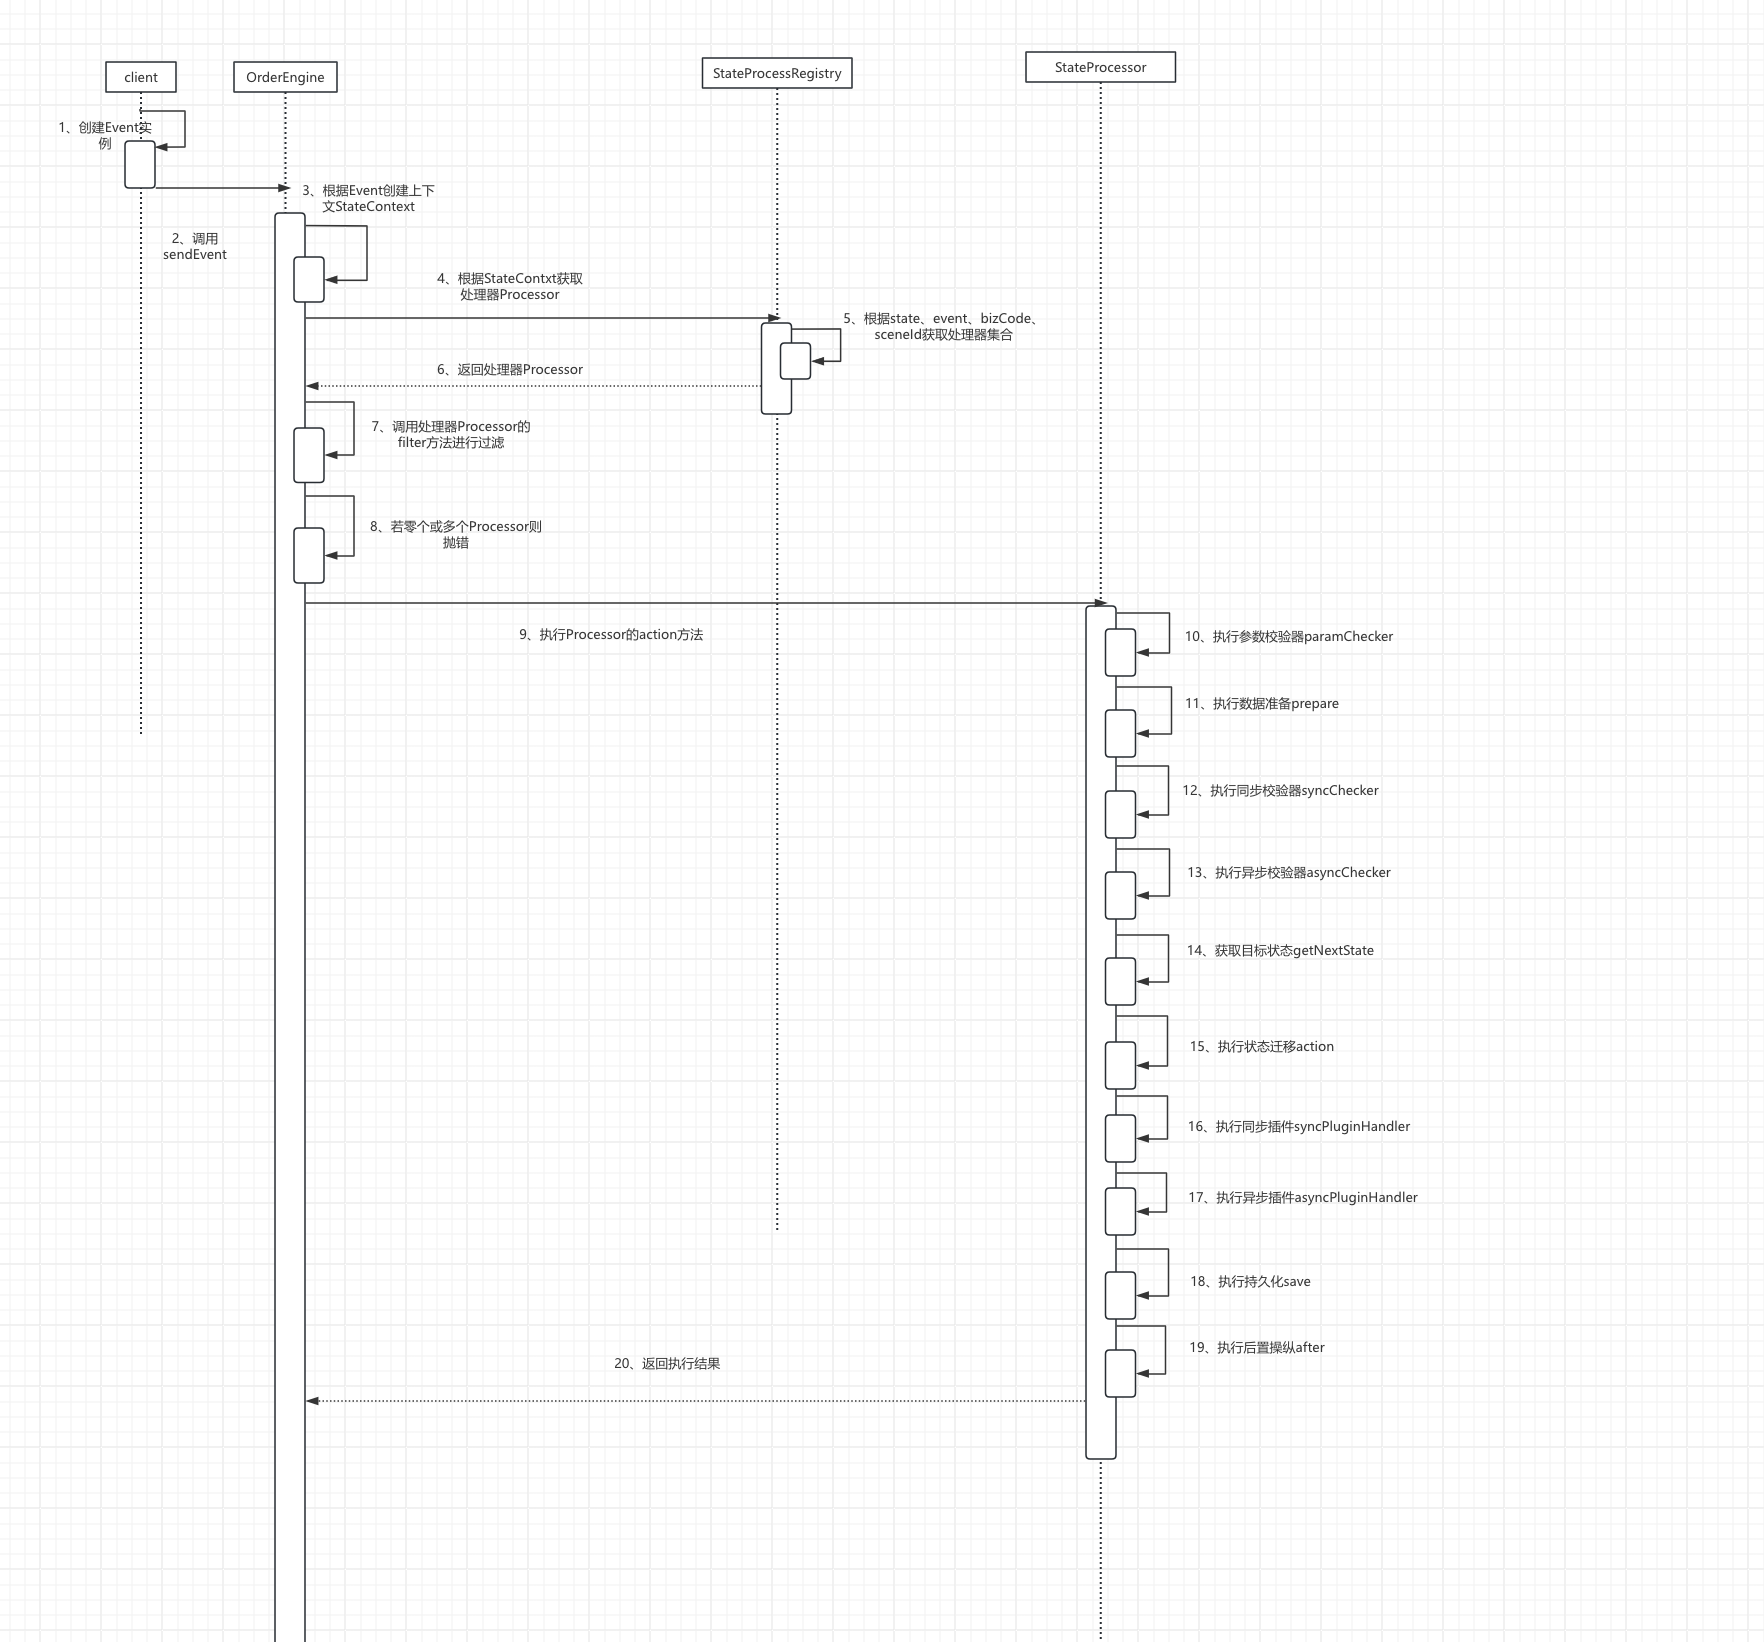 client
OrderEngine
StateProcessRegistry
StateProcessor
1、创建Event实
例
2、调用
sendEvent
3、根据Event创建上下
文StateContext
4、根据StateContxt获取
处理器Processor
5、根据state、event、bizCode、
sceneId获取处理器集合
6、返回处理器Processor
7、调用处理器Processor的
filter方法进行过滤
8、若零个或多个Processor则
抛错
9、执行Processor的action方法
10、执行参数校验器paramChecker
11、执行数据准备prepare
12、执行同步校验器syncChecker
13、执行异步校验器asyncChecker
14、获取目标状态getNextState
15、执行状态迁移action
16、执行同步插件syncPluginHandler
17、执行异步插件asyncPluginHandler
18、执行持久化save
19、执行后置操纵after
20、返回执行结果